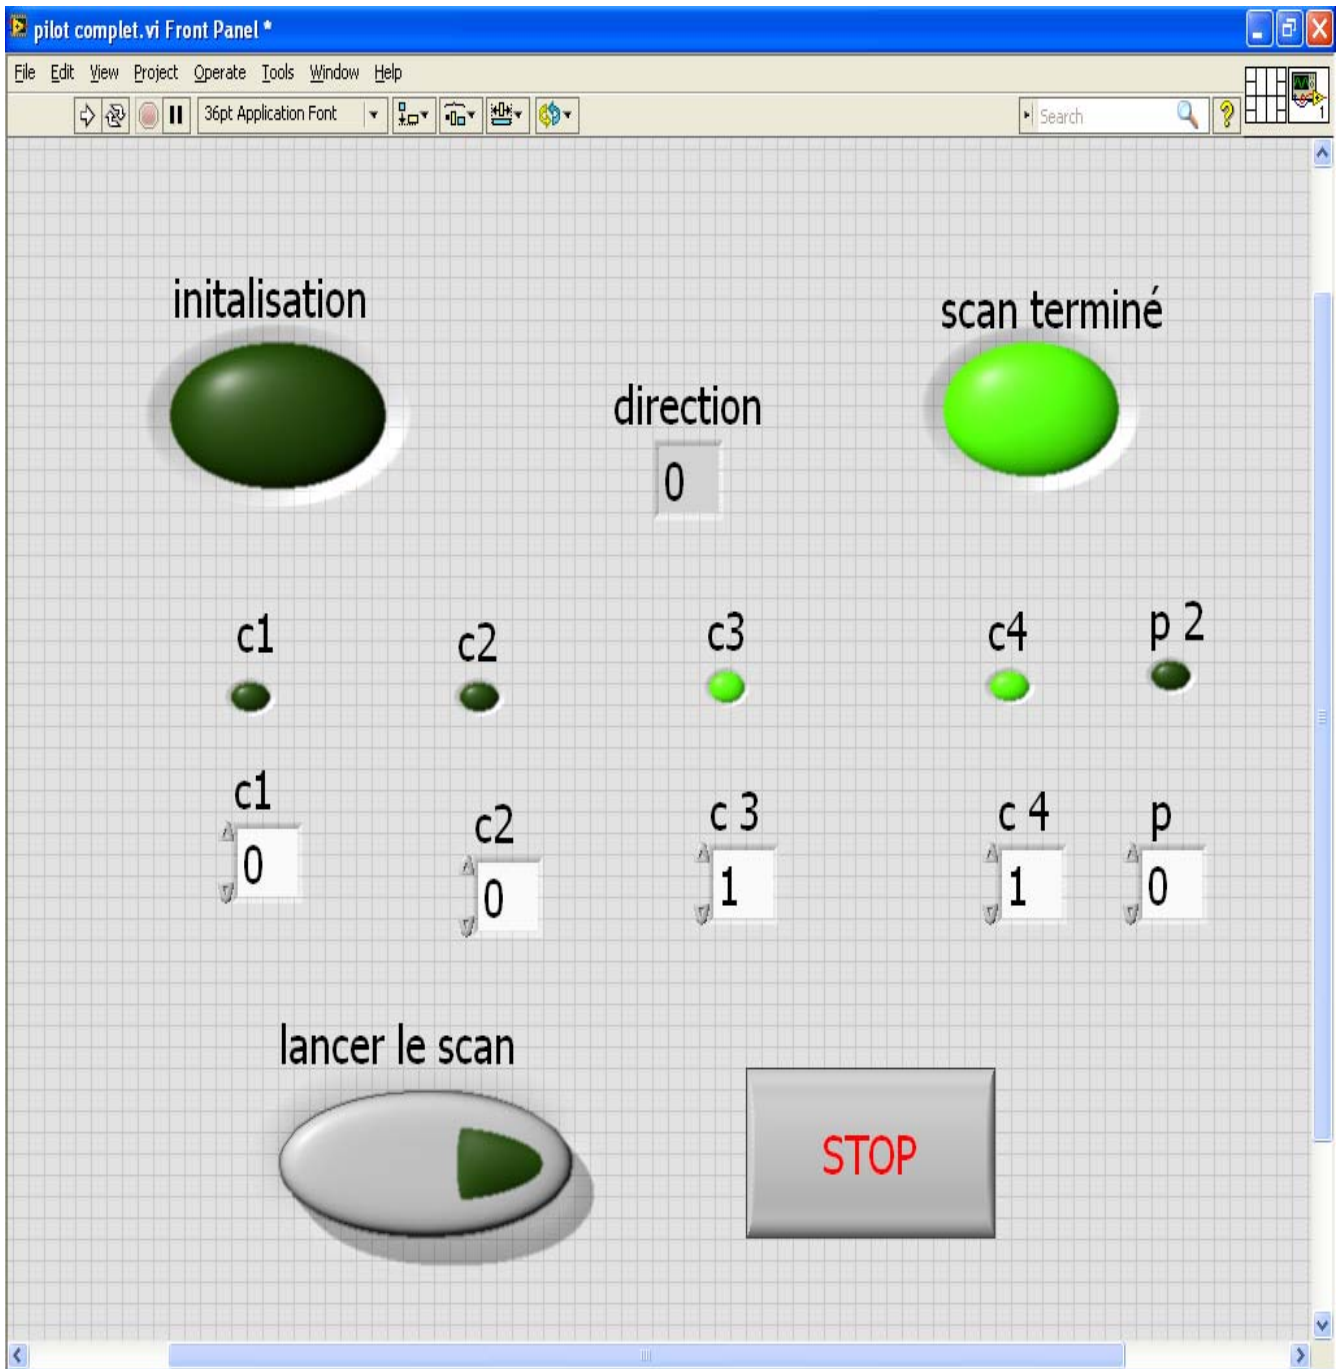 pilot complet.vi Front Panel *
File Edit View Project Operate Tools Window Help
36pt Application Font
Search
?
1
initalisation
scan terminé
direction
0
c1 c2 c3 c4 p 2
c1 c2 c 3 c 4 p
0 0 1 1 0
lancer le scan
STOP